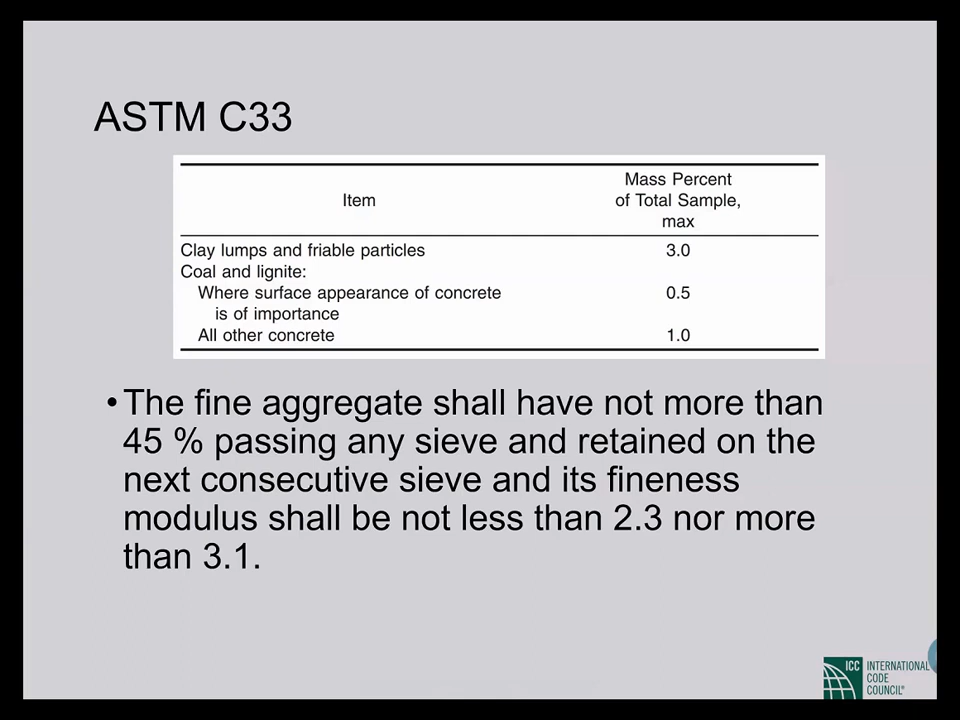 ASTM C33
Item
Mass Percent
of Total Sample,
max
Clay lumps and friable particles 3.0
Coal and lignite:
Where surface appearance of concrete 0.5
is of importance
All other concrete 1.0
•The fine aggregate shall have not more than
45 % passing any sieve and retained on the
next consecutive sieve and its fineness
modulus shall be not less than 2.3 nor more
than 3.1.
ICC
INTERNATIONAL
CODE
COUNCIL®